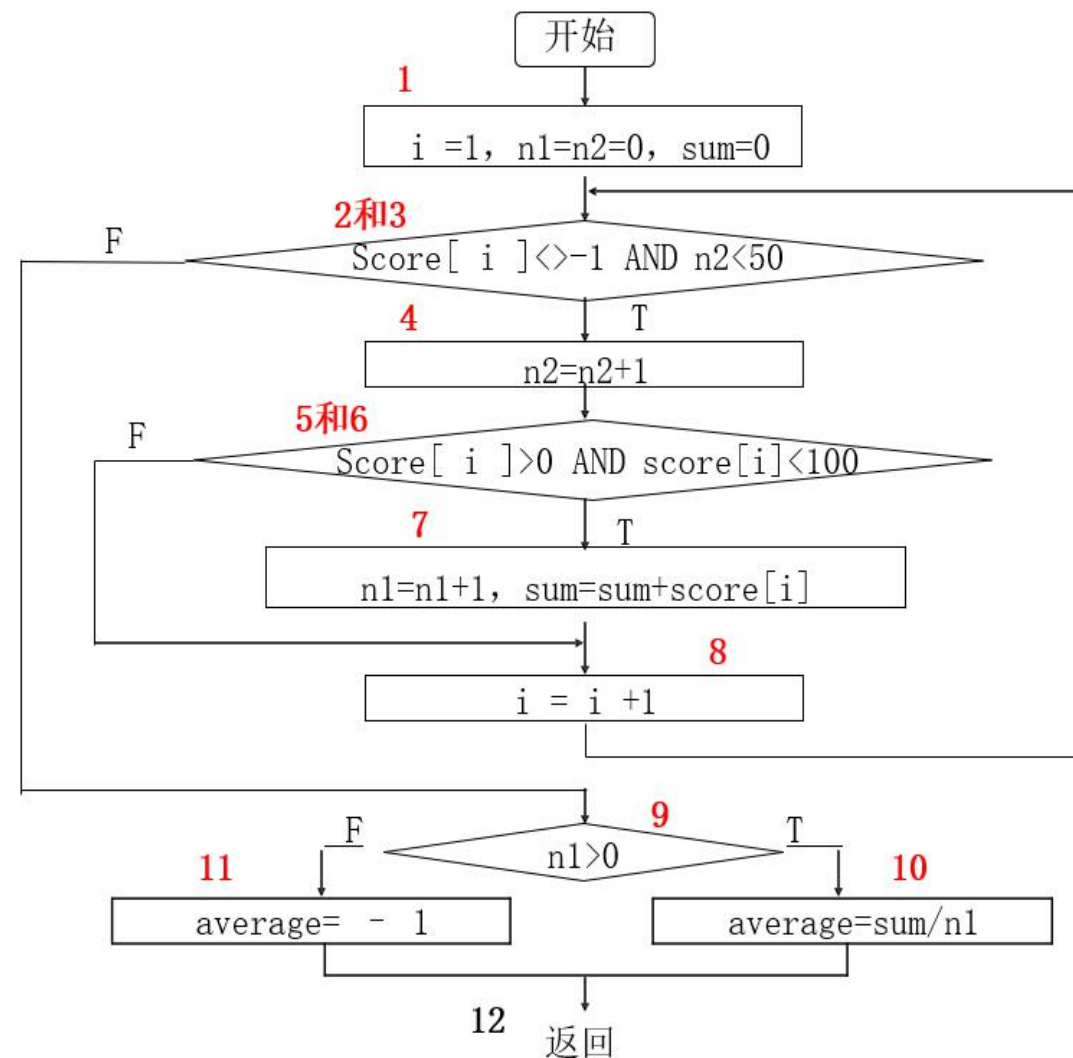 开始
1
i =1, n1=n2=0, sum=0
2和3
F
Score[ i ]<>-1 AND n2<50
T
4
n2=n2+1
5和6
F
Score[ i ]>0 AND score[i]<100
T
7
n1=n1+1, sum=sum+score[i]
8
i = i +1
9
F
T
n1>0
11
10
average= - 1
average=sum/n1
12
返回